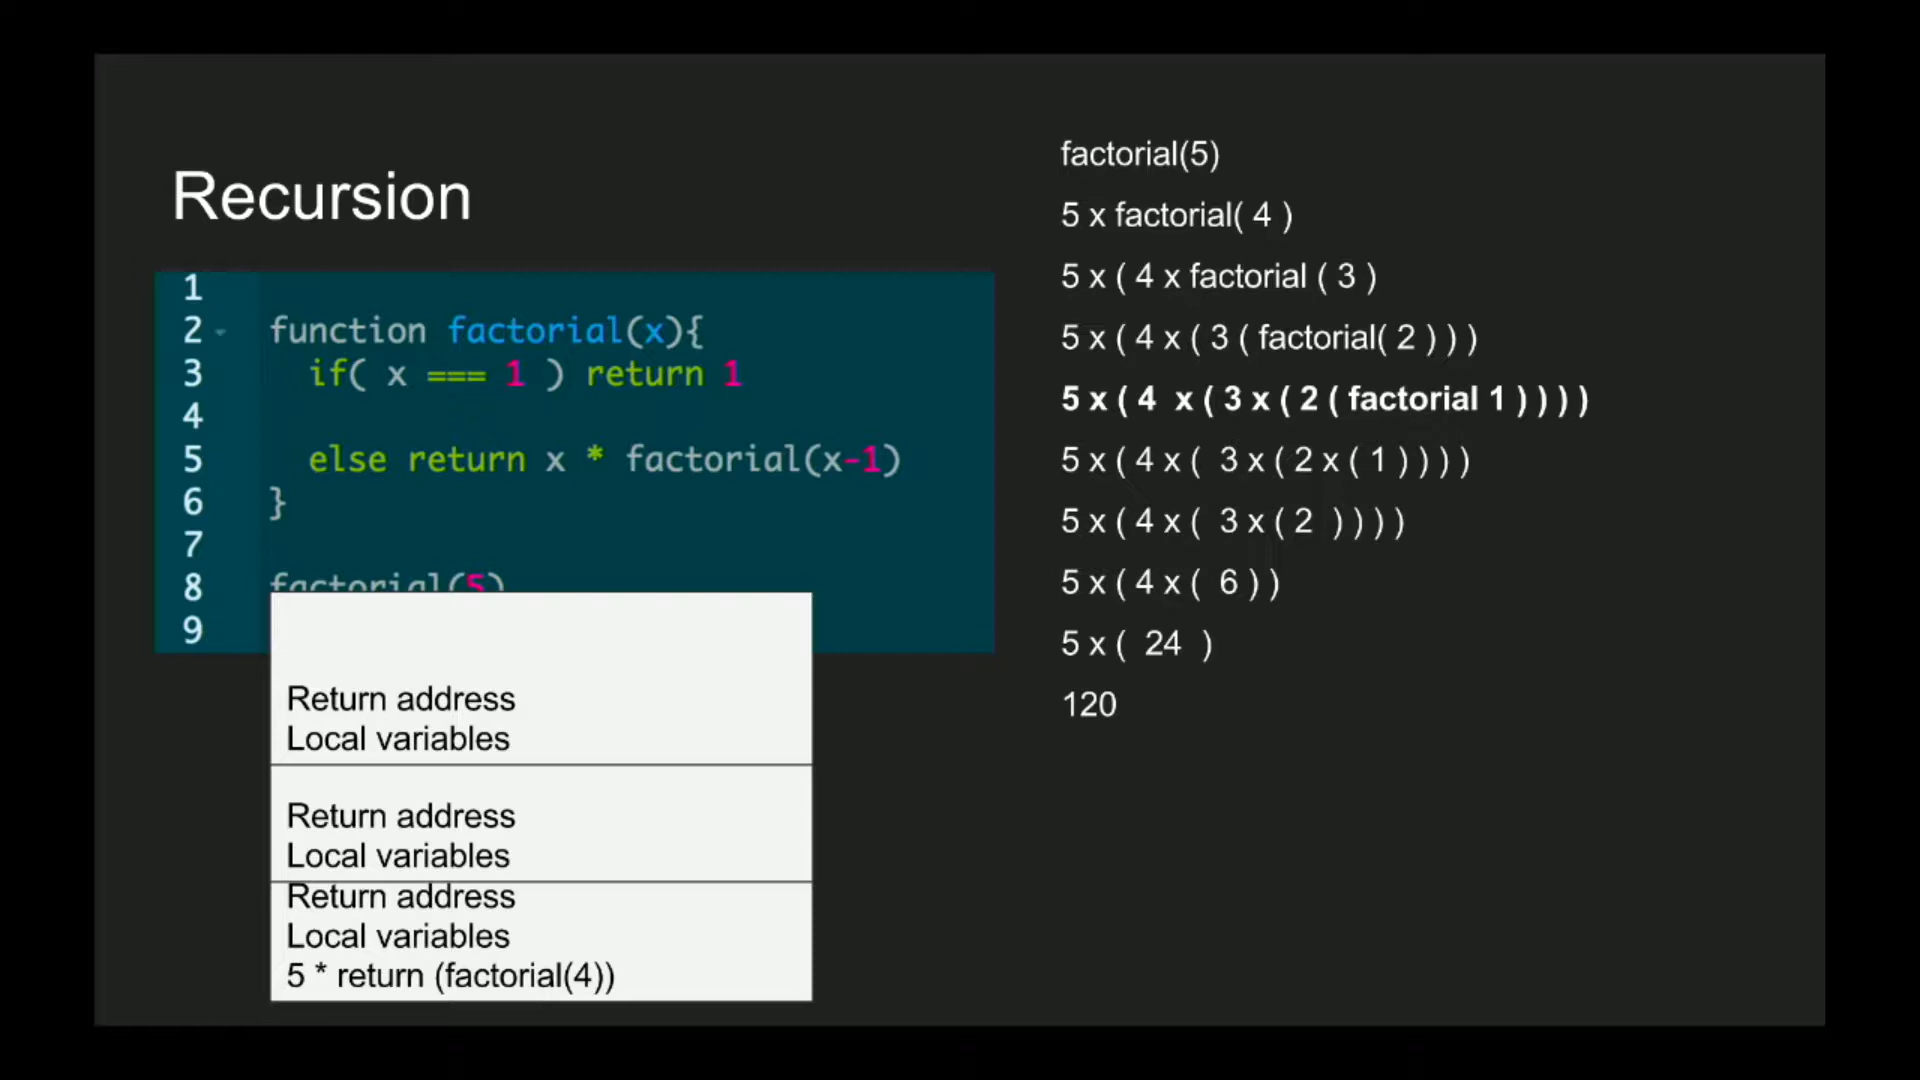 Recursion
1
2 function factorial(x){
3 if( x === 1 ) return 1
4
5 else return x * factorial(x-1)
6 }
7
8 factorial(5)
9
Return address
Local variables
Return address
Local variables
Return address
Local variables
5 * return (factorial(4))
factorial(5)
5 x factorial( 4 )
5 x ( 4 x factorial ( 3 )
5 x ( 4 x ( 3 ( factorial( 2 ) ) )
5 x ( 4 x ( 3 x ( 2 ( factorial 1 ) ) ) )
5 x ( 4 x ( 3 x ( 2 x ( 1 ) ) ) )
5 x ( 4 x ( 3 x ( 2 ) ) ) )
5 x ( 4 x ( 6 ) )
5 x ( 24 )
120